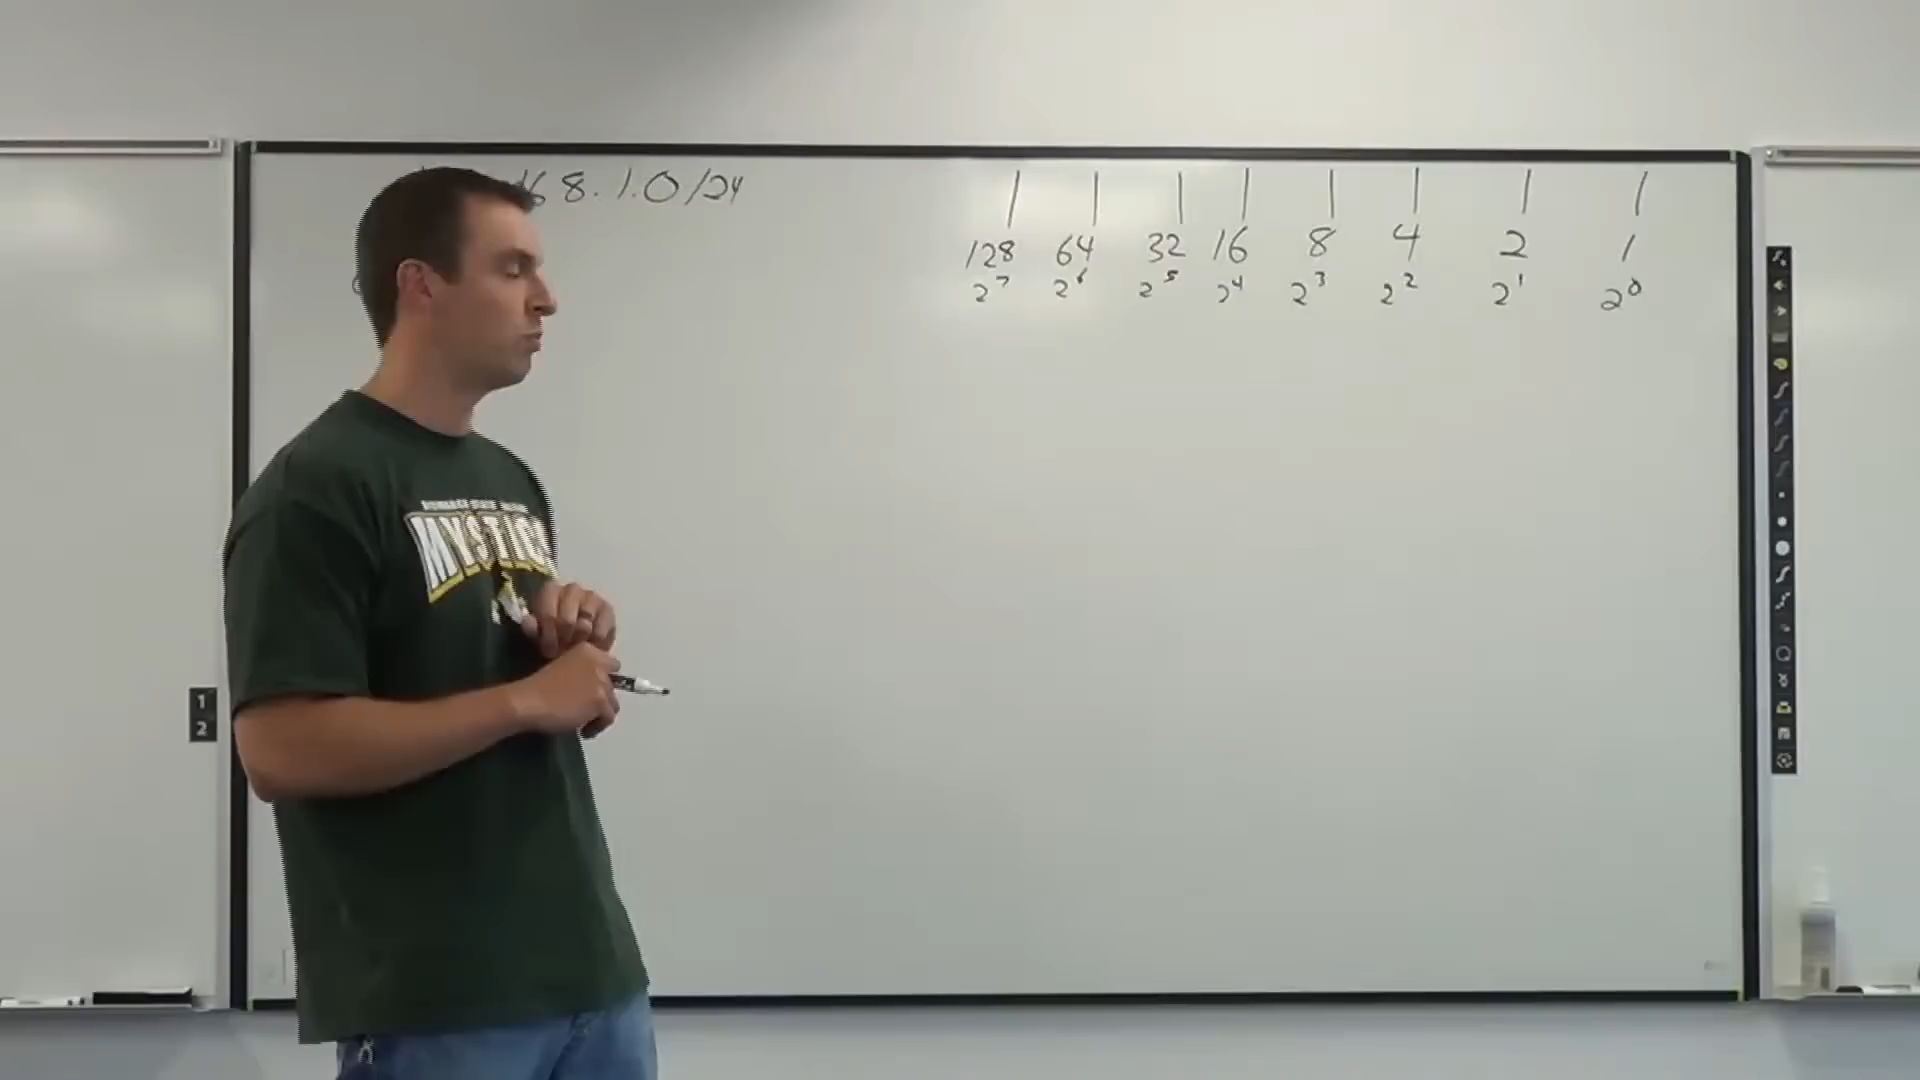 168.1.0/24
1 1 1 1 1 1 1 1
128 64 32 16 8 4 2 1
2⁷ 2⁶ 2⁵ 2⁴ 2³ 2² 2¹ 2⁰
MYSTICS
1
2